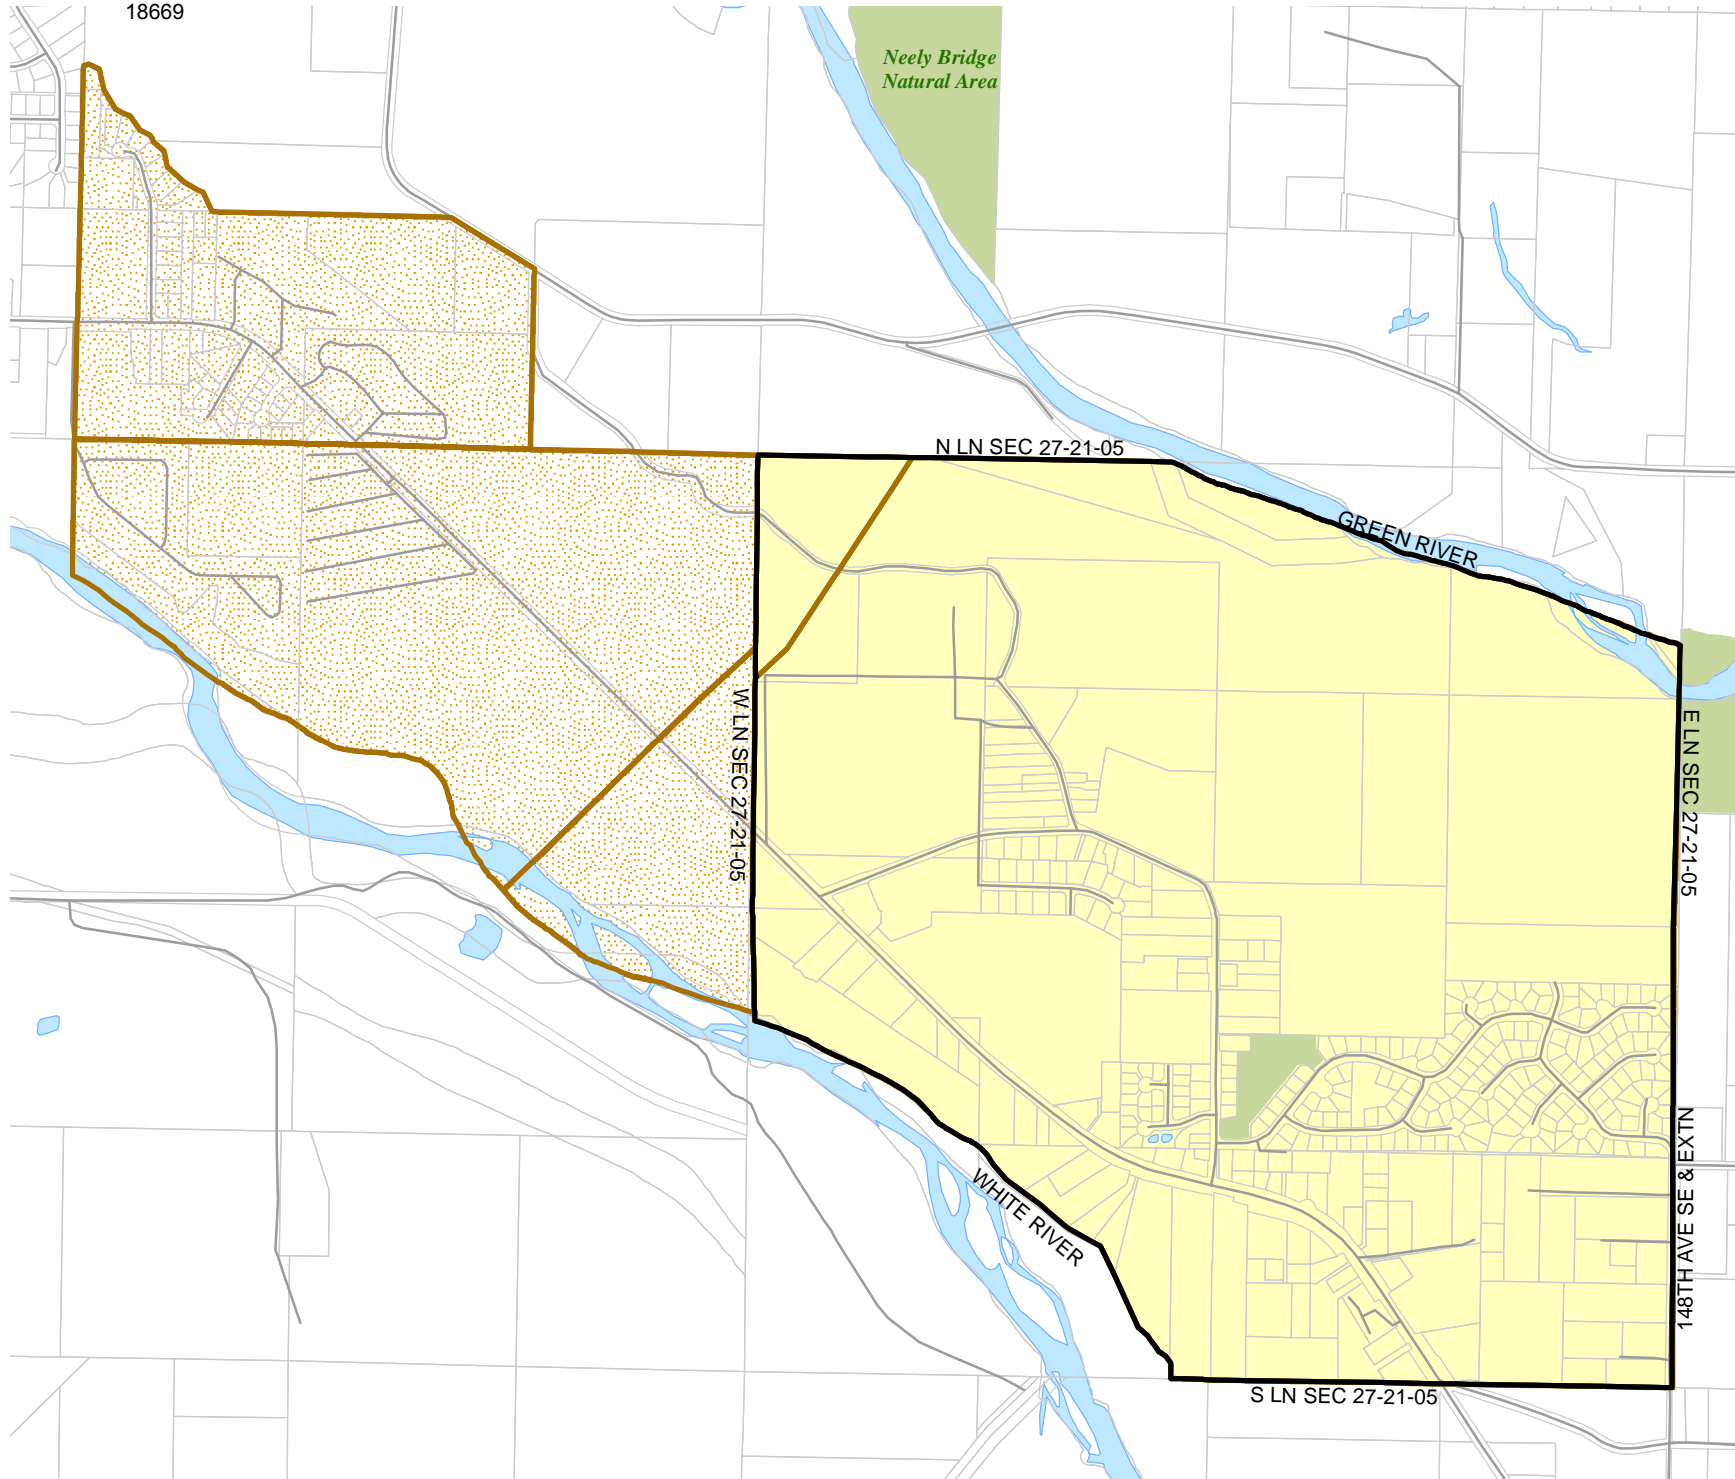 18669
Neely Bridge
Natural Area
N LN SEC 27-21-05
GREEN RIVER
W LN SEC 27-21-05
E LN SEC 27-21-05
148TH AVE SE & EXTN
WHITE RIVER
S LN SEC 27-21-05